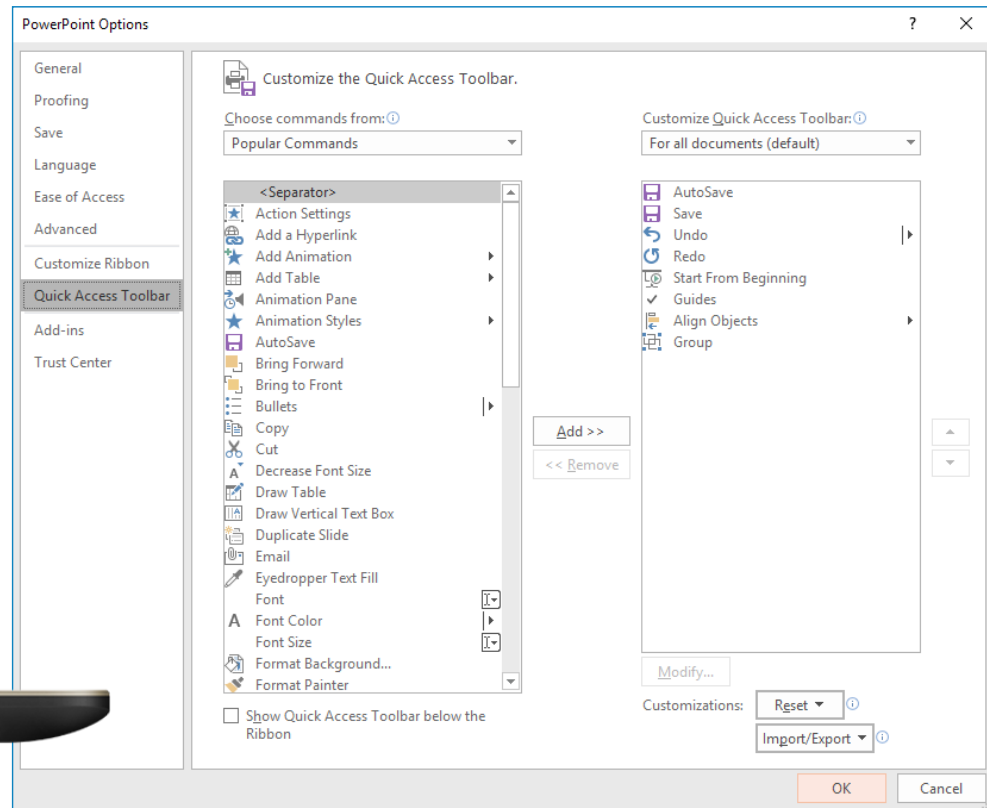 PowerPoint Options
?
General
Proofing
Save
Language
Ease of Access
Advanced
Customize Ribbon
Quick Access Toolbar
Add-ins
Trust Center
Customize the Quick Access Toolbar.
Choose commands from:
Popular Commands
<Separator>
Action Settings
Add a Hyperlink
Add Animation
Add Table
Animation Pane
Animation Styles
AutoSave
Bring Forward
Bring to Front
Bullets
Copy
Cut
Decrease Font Size
Draw Table
Draw Vertical Text Box
Duplicate Slide
Email
Eyedropper Text Fill
Font
Font Color
Font Size
Format Background...
Format Painter
Show Quick Access Toolbar below the
Ribbon
Add >>
<< Remove
Customize Quick Access Toolbar:
For all documents (default)
AutoSave
Save
Undo
Redo
Start From Beginning
Guides
Align Objects
Group
Modify...
Customizations:
Reset
Import/Export
OK
Cancel